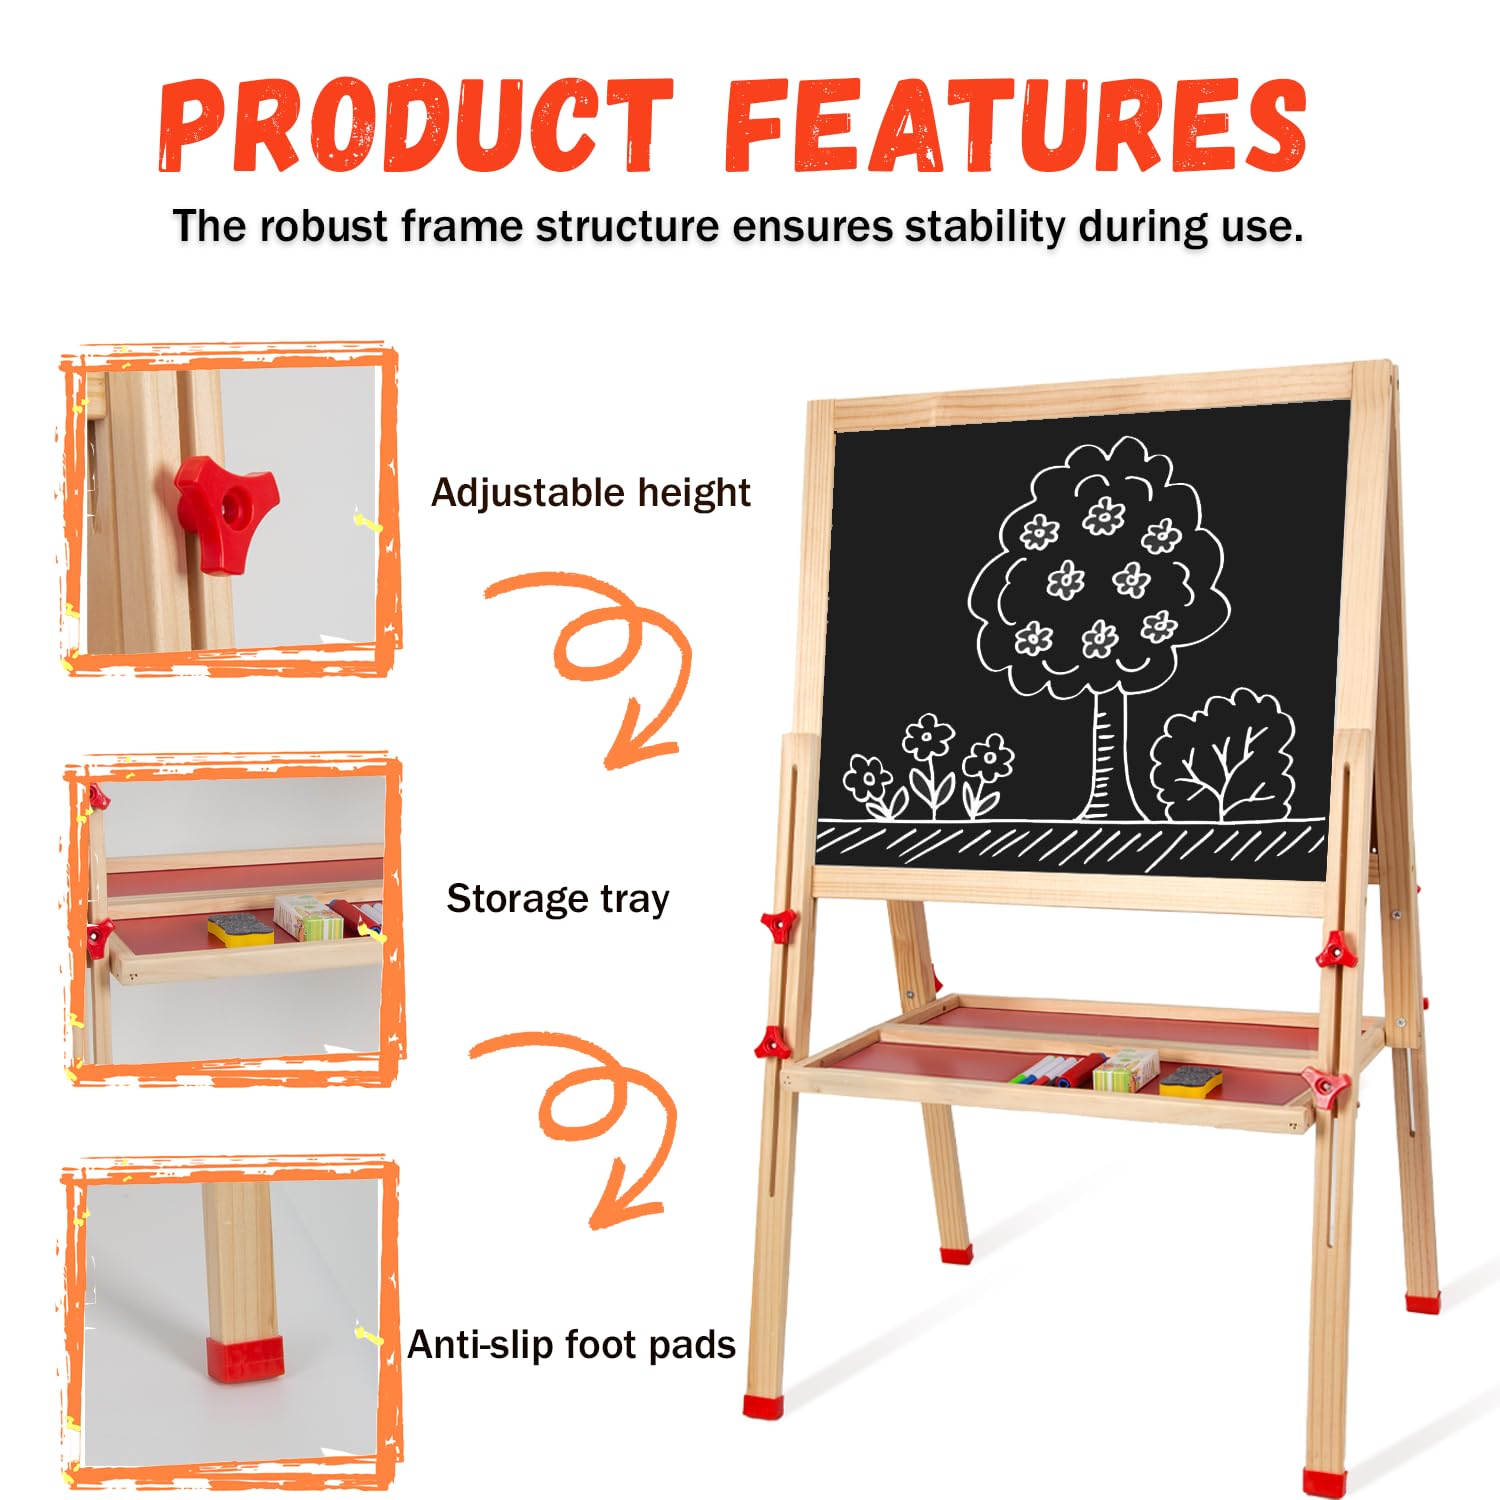 PRODUCT FEATURES
The robust frame structure ensures stability during use.
Adjustable height
Storage tray
Anti-slip foot pads